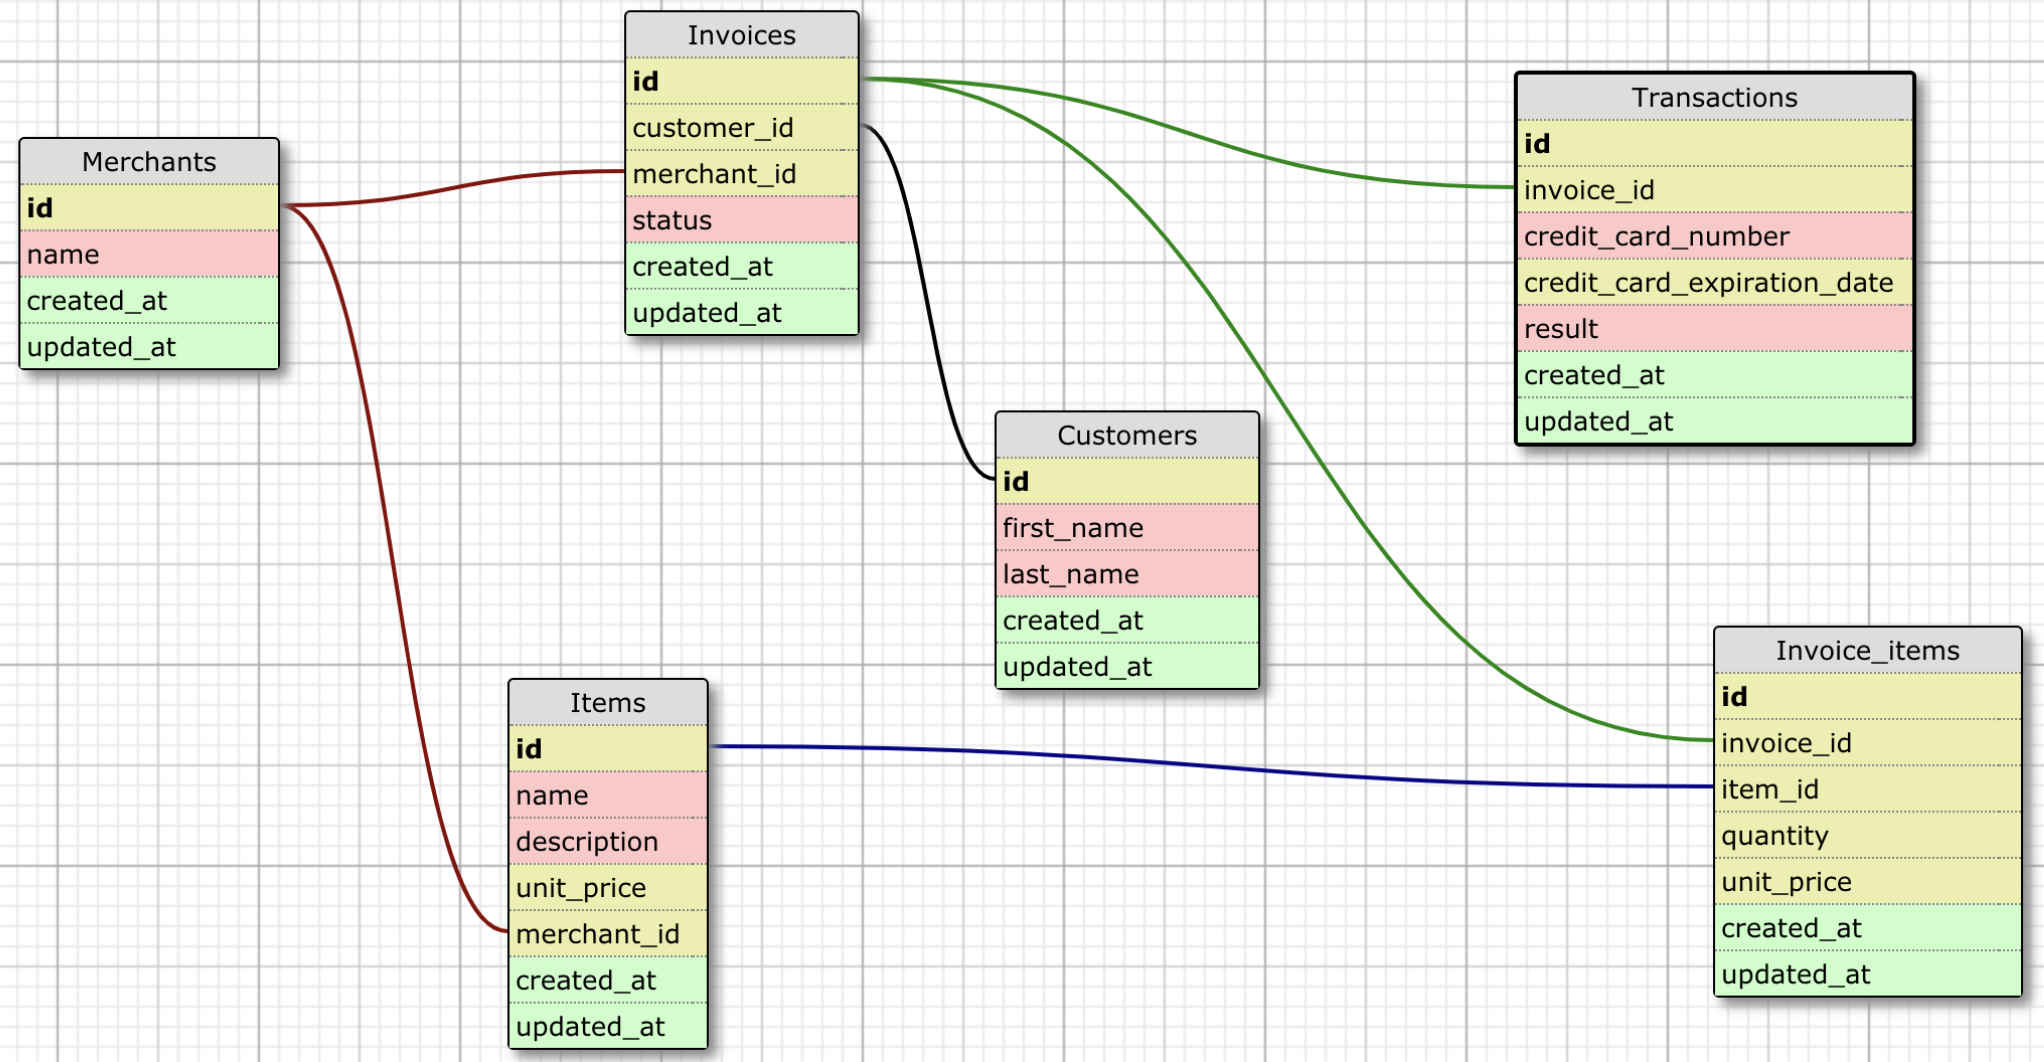 Merchants
id
name
created_at
updated_at
Invoices
id
customer_id
merchant_id
status
created_at
updated_at
Transactions
id
invoice_id
credit_card_number
credit_card_expiration_date
result
created_at
updated_at
Customers
id
first_name
last_name
created_at
updated_at
Items
id
name
description
unit_price
merchant_id
created_at
updated_at
Invoice_items
id
invoice_id
item_id
quantity
unit_price
created_at
updated_at